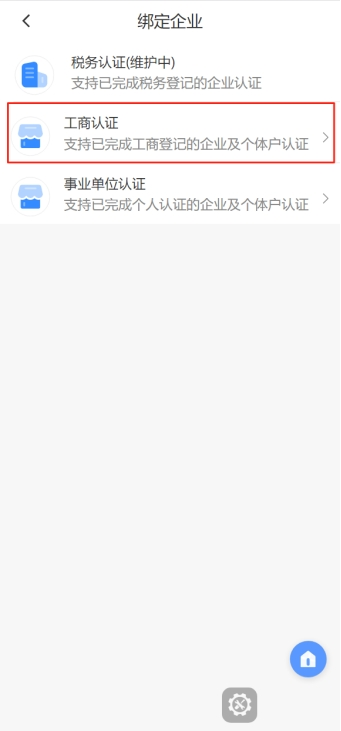 绑定企业
税务认证(维护中)
支持已完成税务登记的企业认证
工商认证
支持已完成工商登记的企业及个体户认证
事业单位认证
支持已完成个人认证的企业及个体户认证